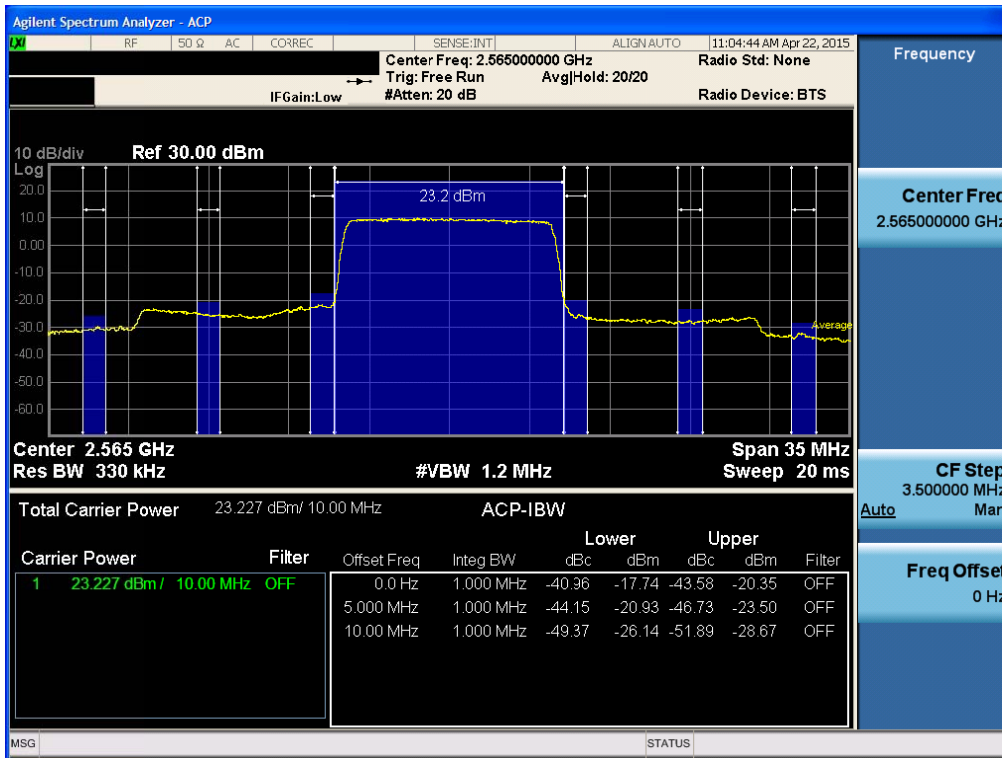 Agilent Spectrum Analyzer - ACP
LXI RF 50 Ω AC CORREC SENSE:INT ALIGN AUTO 11:04:44 AM Apr 22, 2015
Center Freq: 2.565000000 GHz Radio Std: None
Trig: Free Run Avg|Hold: 20/20
IFGain:Low #Atten: 20 dB Radio Device: BTS
10 dB/div Ref 30.00 dBm
Log
20.0
10.0
0.00
-10.0
-20.0
-30.0
-40.0
-50.0
-60.0
23.2 dBm
Average
Center 2.565 GHz Span 35 MHz
Res BW 330 kHz #VBW 1.2 MHz Sweep 20 ms
Total Carrier Power 23.227 dBm/ 10.00 MHz ACP-IBW
Lower Upper
Carrier Power Filter Offset Freq Integ BW dBc dBm dBc dBm Filter
1 23.227 dBm / 10.00 MHz OFF 0.0 Hz 1.000 MHz -40.96 -17.74 -43.58 -20.35 OFF
5.000 MHz 1.000 MHz -44.15 -20.93 -46.73 -23.50 OFF
10.00 MHz 1.000 MHz -49.37 -26.14 -51.89 -28.67 OFF
MSG STATUS
Frequency
Center Freq
2.565000000 GHz
CF Step
3.500000 MHz
Auto Man
Freq Offset
0 Hz